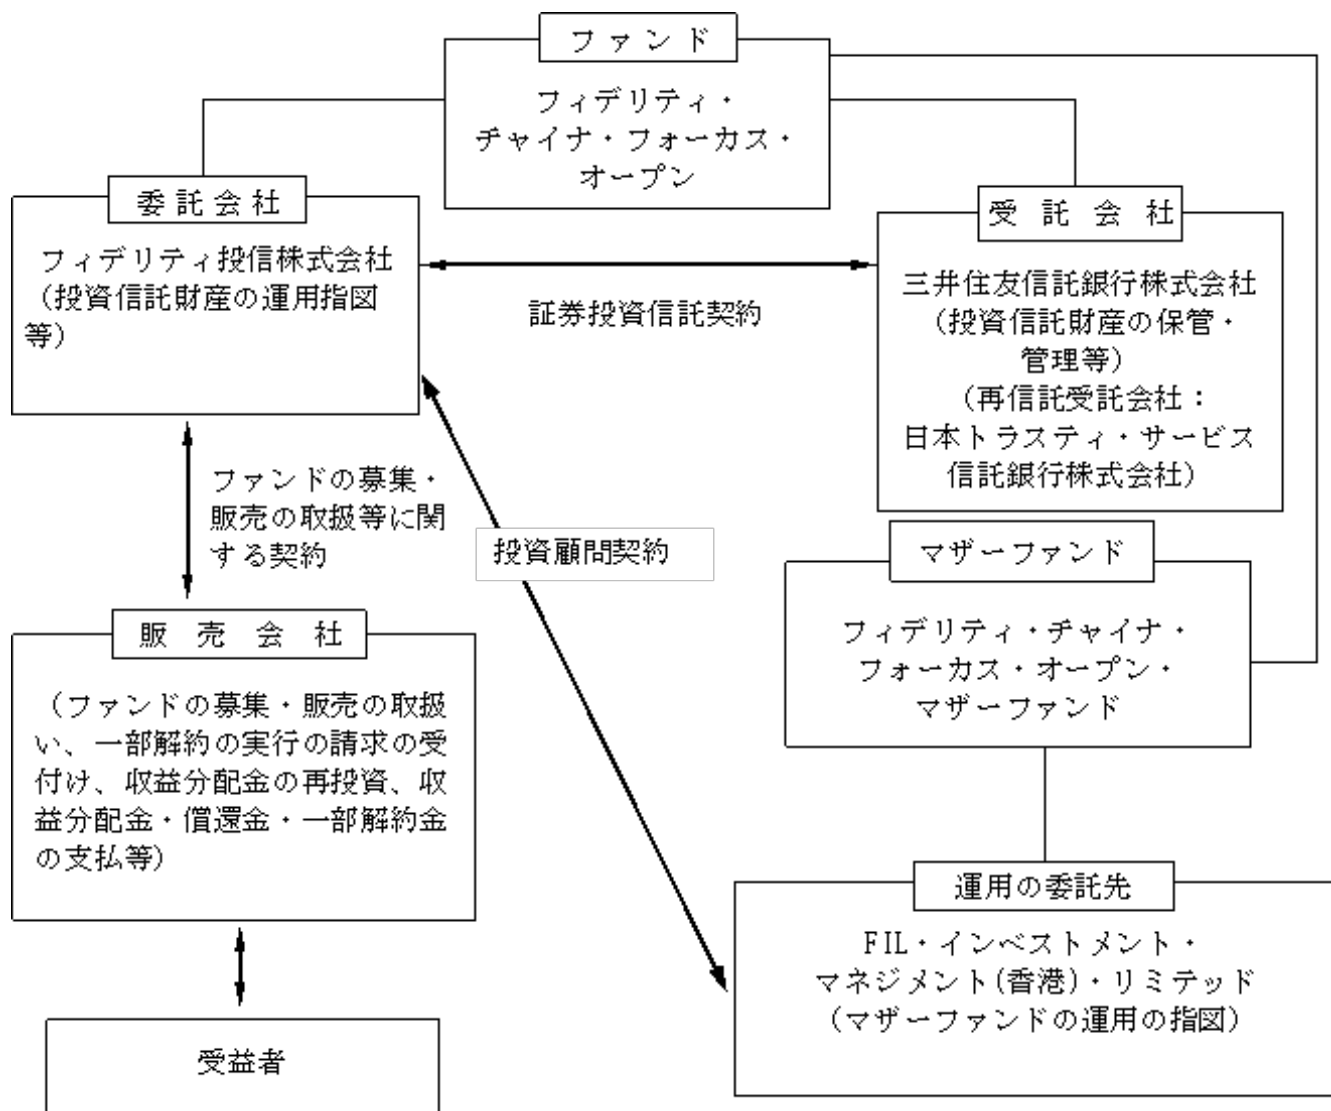 ファンド
フィデリティ・
チャイナ・フォーカス・
オープン
委託会社
フィデリティ投信株式会社
（投資信託財産の運用指図
等）
証券投資信託契約
受託会社
三井住友信託銀行株式会社
（投資信託財産の保管・
管理等）
（再信託受託会社：
日本トラスティ・サービス
信託銀行株式会社）
ファンドの募集・
販売の取扱等に関
する契約
投資顧問契約
マザーファンド
フィデリティ・チャイナ・
フォーカス・オープン・
マザーファンド
販売会社
（ファンドの募集・販売の取扱
い、一部解約の実行の請求の受
付け、収益分配金の再投資、収
益分配金・償還金・一部解約金
の支払等）
運用の委託先
FIL・インベストメント・
マネジメント(香港)・リミテッド
（マザーファンドの運用の指図）
受益者